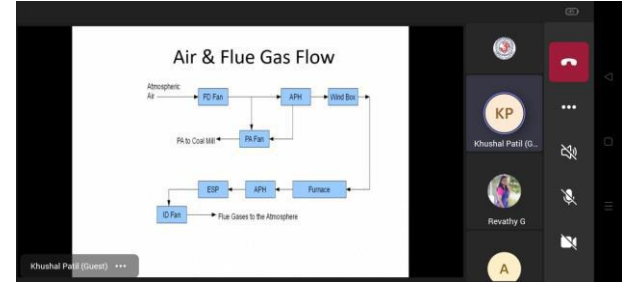 Air & Flue Gas Flow
Atmospheric
Air
FD Fan
APH
Wind Box
PA to Coal Mill
PA Fan
ESP
APH
Furnace
ID Fan
Flue Gases to the Atmosphere
Khushal Patil (Guest)
KP
Khushal Patil (G...
Revathy G
A